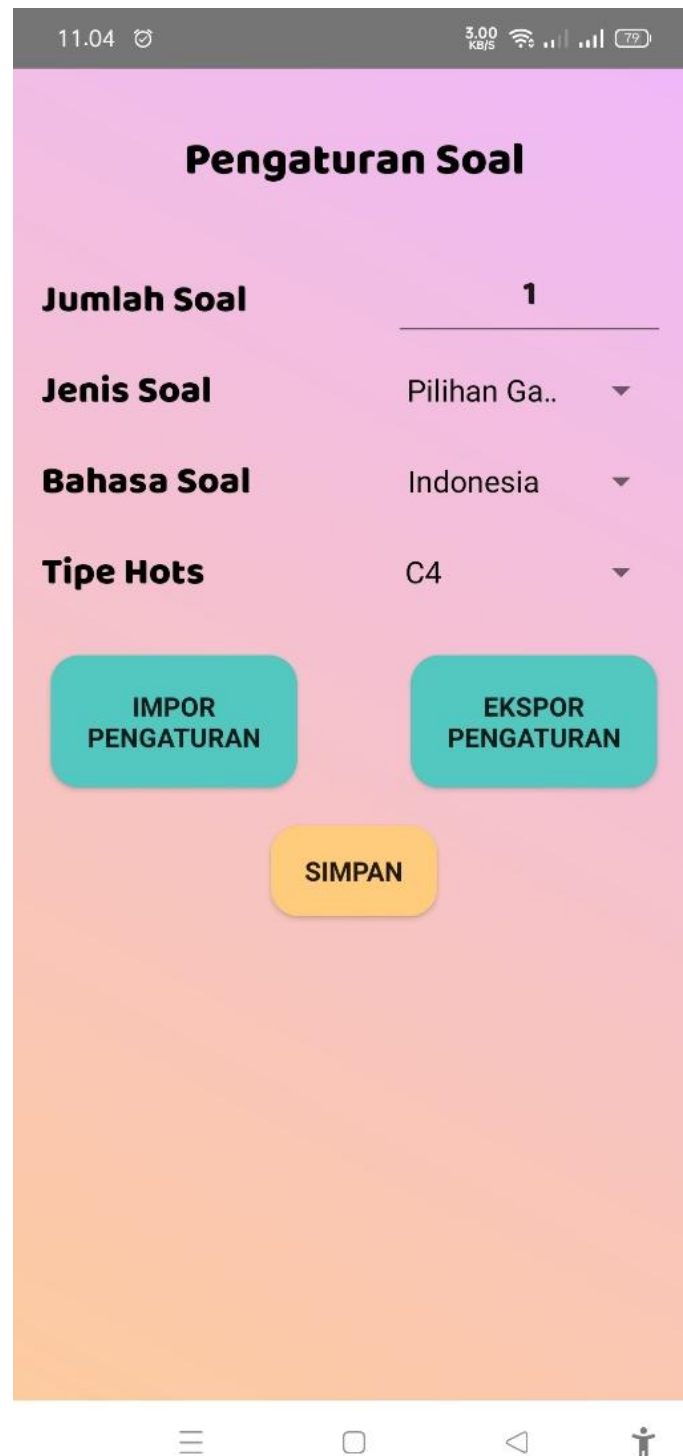 11.04 3.00 KB/S 79
Pengaturan Soal
Jumlah Soal 1
Jenis Soal Pilihan Ga..
Bahasa Soal Indonesia
Tipe Hots C4
IMPOR PENGATURAN
EKSPOR PENGATURAN
SIMPAN